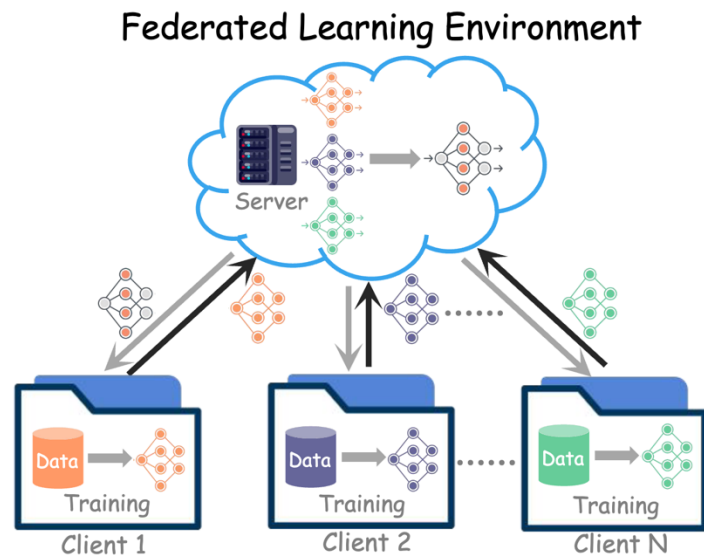 Federated Learning Environment
Server
Data
Training
Client 1
Data
Training
Client 2
Data
Training
Client N